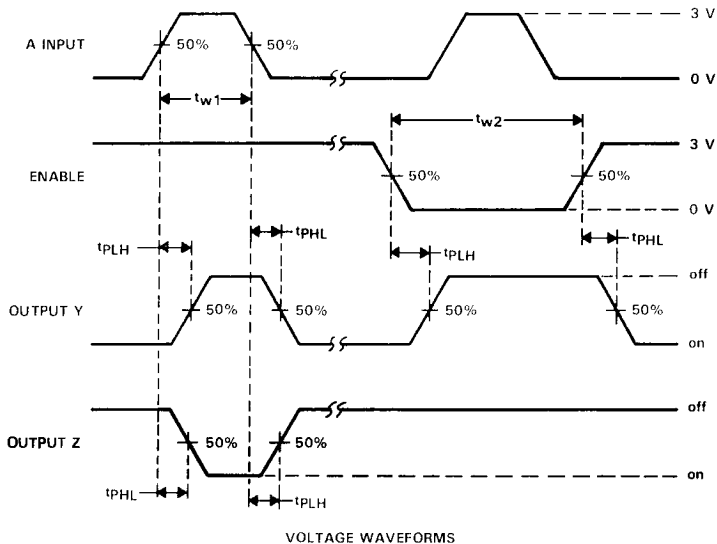 3 V
A INPUT
50%
50%
0 V
tw1
tw2
3 V
ENABLE
50%
50%
0 V
tPLH
tPHL
tPLH
tPHL
off
OUTPUT Y
50%
50%
50%
50%
on
off
OUTPUT Z
50%
50%
on
tPHL
tPLH
VOLTAGE WAVEFORMS